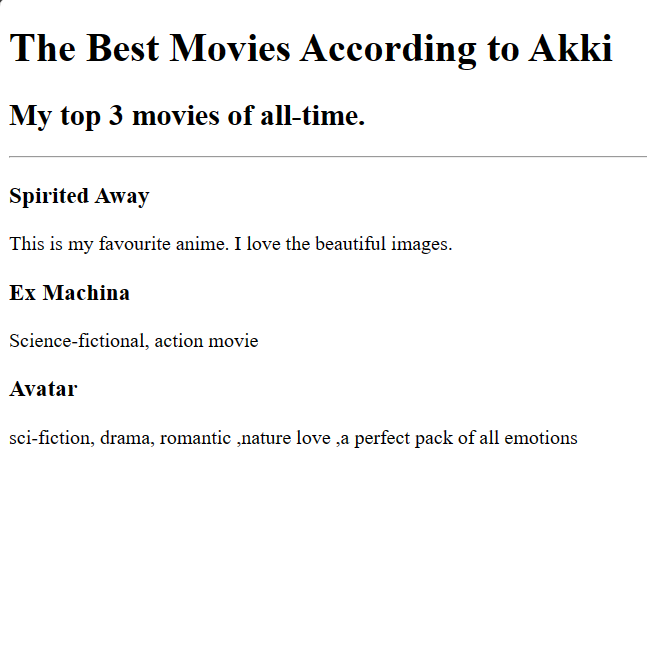 The Best Movies According to Akki
My top 3 movies of all-time.
Spirited Away
This is my favourite anime. I love the beautiful images.
Ex Machina
Science-fictional, action movie
Avatar
sci-fiction, drama, romantic ,nature love ,a perfect pack of all emotions